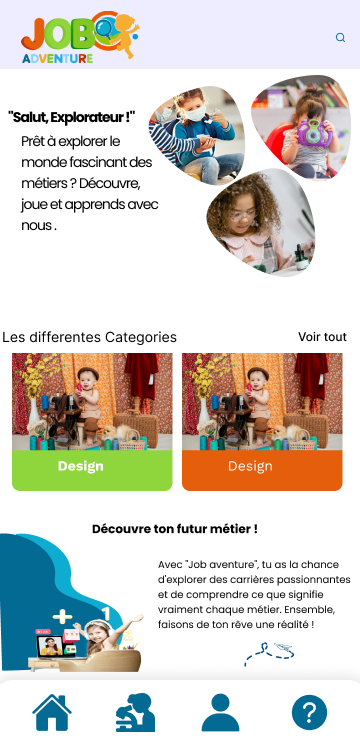 JOB
ADVENTURE
"Salut, Explorateur !"
Prêt à explorer le
monde fascinant des
métiers ? Découvre,
joue et apprends avec
nous .
Les differentes Categories
Voir tout
Design
Design
Découvre ton futur métier !
Avec "Job aventure", tu as la chance
d'explorer des carrières passionnantes
et de comprendre ce que signifie
vraiment chaque métier. Ensemble,
faisons de ton rêve une réalité !
+
1
?